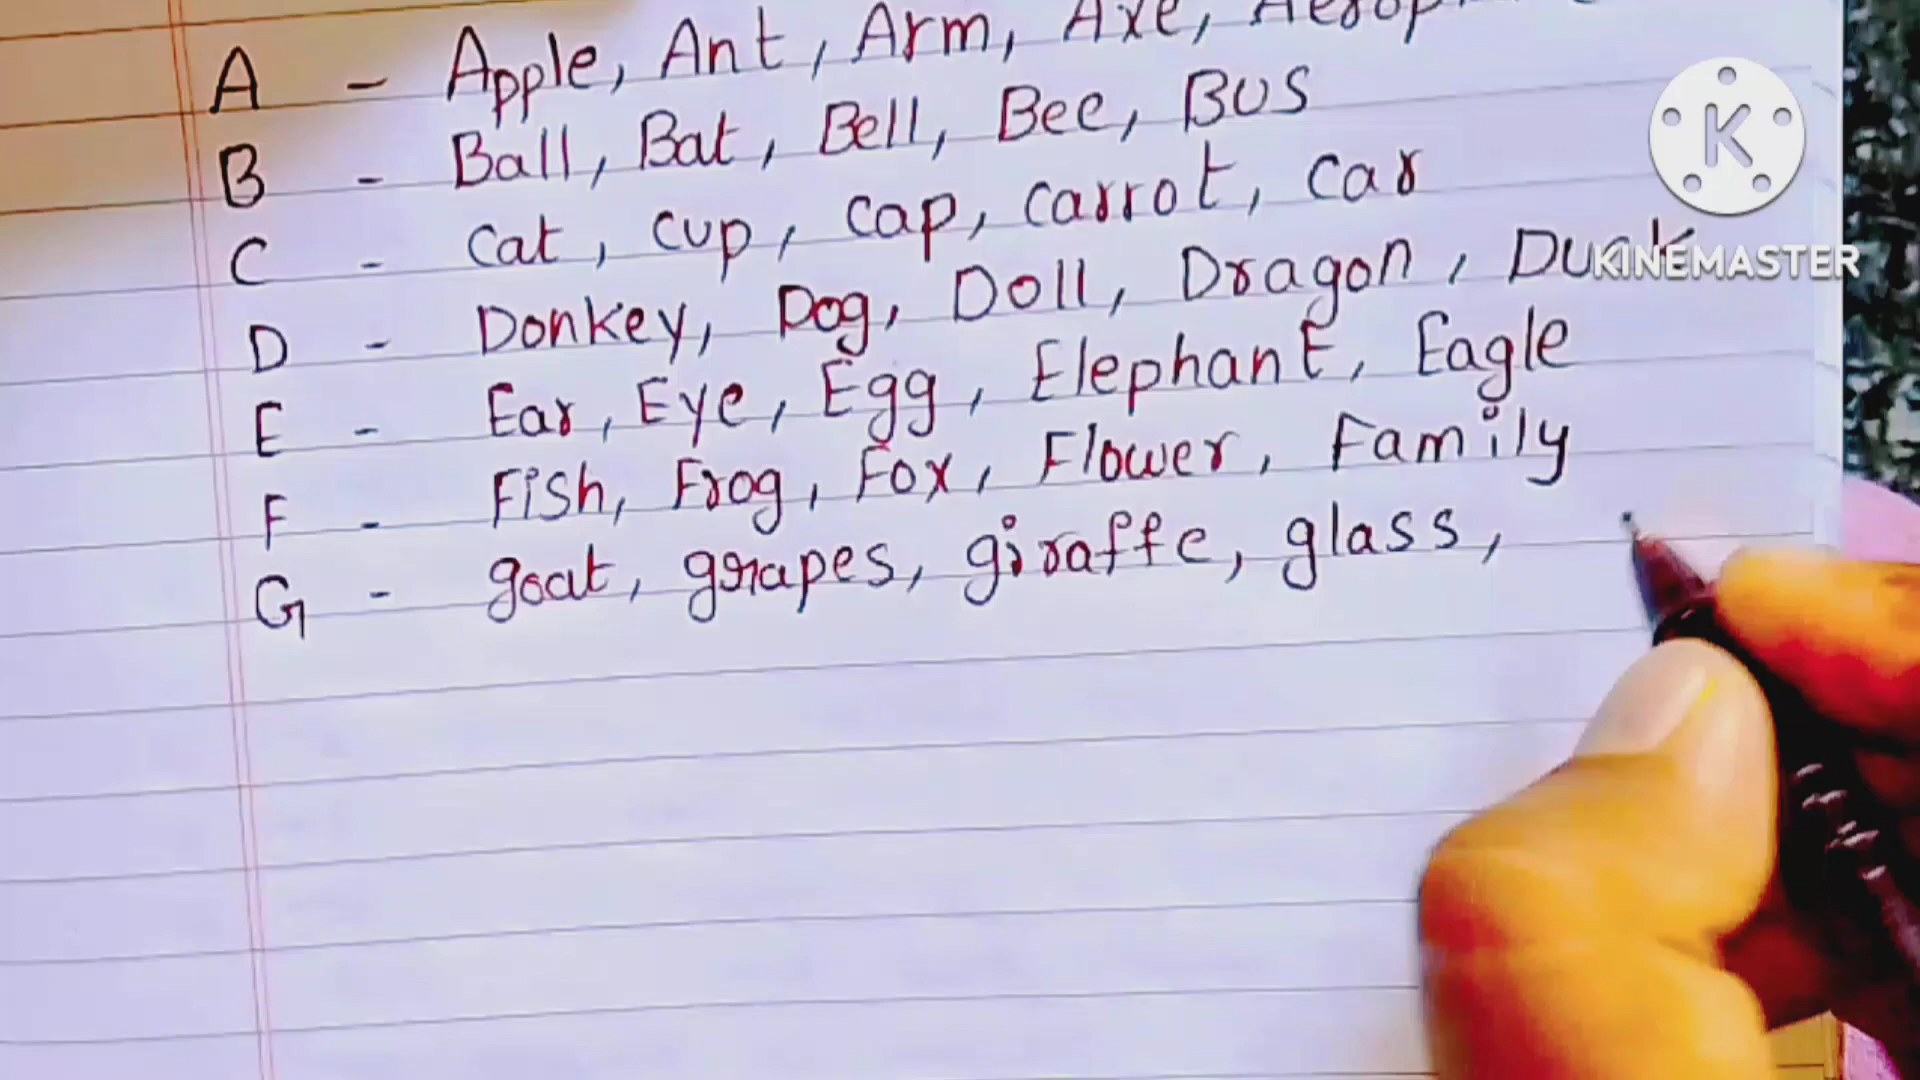 A - Apple, Ant, Arm, Axe,
B - Ball, Bat, Bell, Bee, Bus
C - Cat, cup, cap, carrot, car
D - Donkey, Dog, Doll, Dragon, Duck
E - Ear, Eye, Egg, Elephant, Eagle
F - Fish, Frog, Fox, Flower, Family
G - goat, grapes, giraffe, glass,
K
KINEMASTER